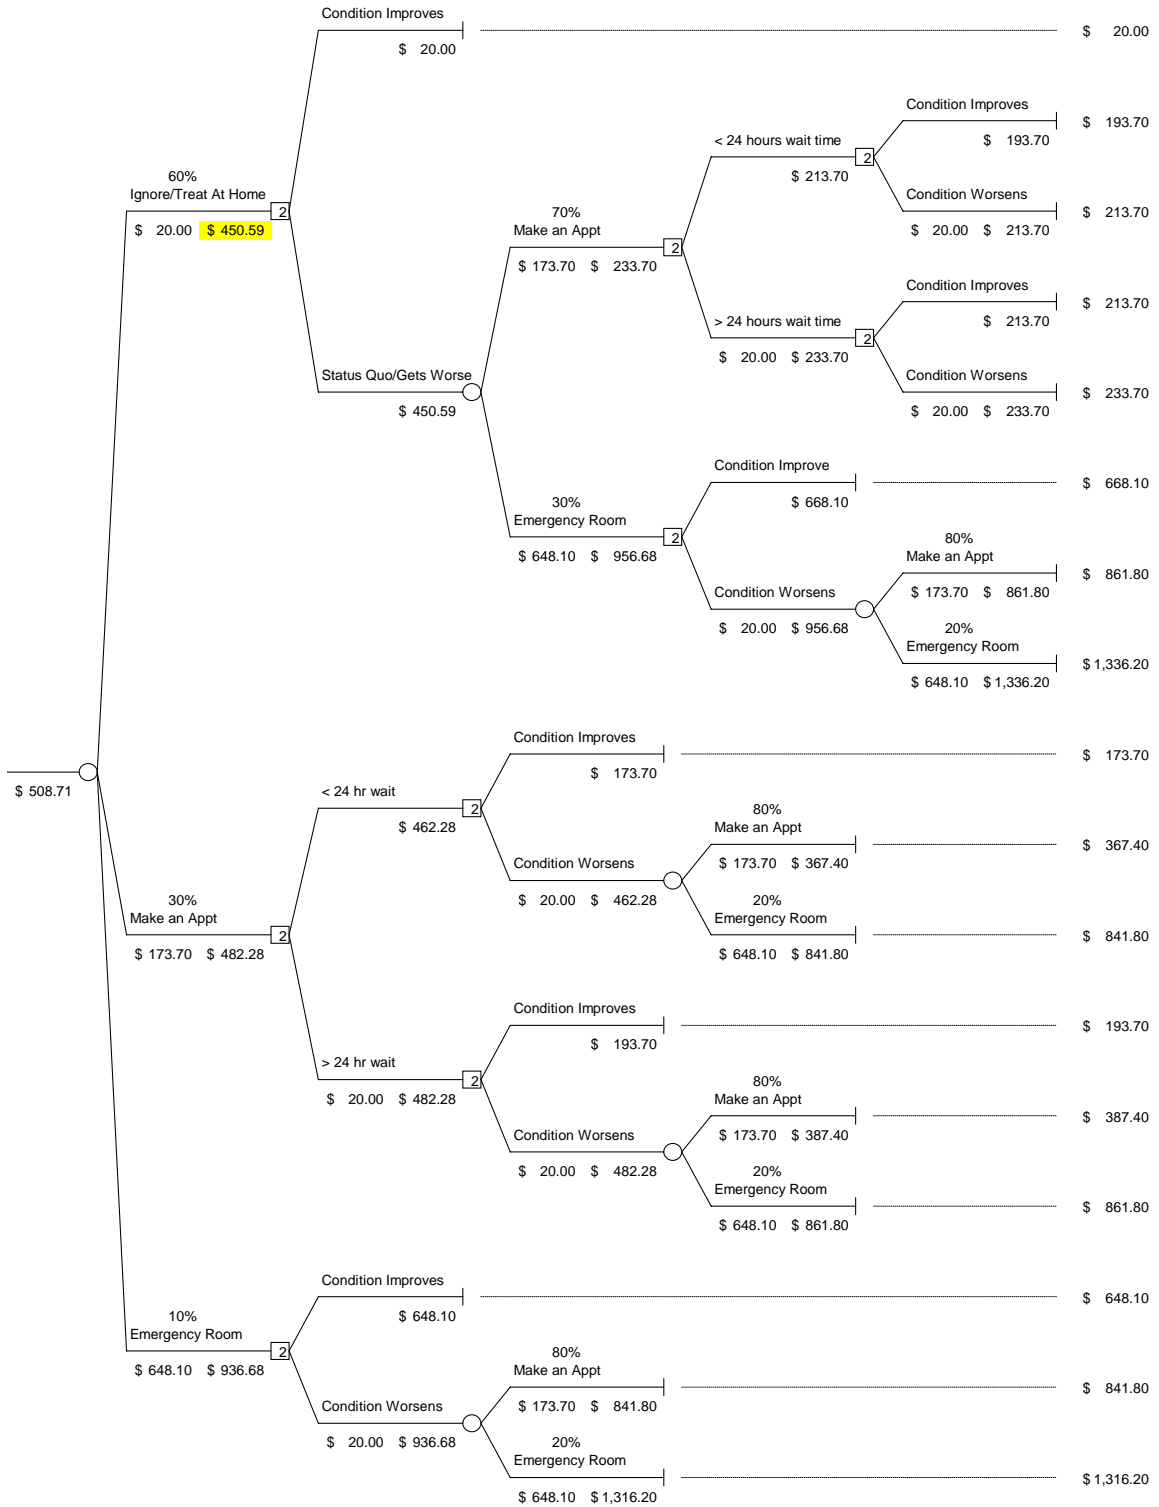 Condition Improves
$ 20.00
$ 20.00
Condition Improves
$ 193.70
$ 193.70
< 24 hours wait time
2
$ 213.70
60%
Ignore/Treat At Home
2
$ 20.00 $ 450.59
Condition Worsens
$ 213.70
$ 20.00 $ 213.70
70%
Make an Appt
2
$ 173.70 $ 233.70
Condition Improves
$ 213.70
$ 213.70
> 24 hours wait time
2
$ 20.00 $ 233.70
Status Quo/Gets Worse
$ 450.59
Condition Worsens
$ 233.70
$ 20.00 $ 233.70
Condition Improve
$ 668.10
$ 668.10
30%
Emergency Room
2
$ 648.10 $ 956.68
80%
Make an Appt
$ 861.80
$ 173.70 $ 861.80
Condition Worsens
$ 20.00 $ 956.68
20%
Emergency Room
$ 1,336.20
$ 648.10 $ 1,336.20
Condition Improves
$ 173.70
$ 173.70
$ 508.71
< 24 hr wait
2
$ 462.28
80%
Make an Appt
$ 367.40
$ 173.70 $ 367.40
Condition Worsens
$ 20.00 $ 462.28
20%
Emergency Room
$ 841.80
$ 648.10 $ 841.80
30%
Make an Appt
2
$ 173.70 $ 482.28
Condition Improves
$ 193.70
$ 193.70
> 24 hr wait
2
$ 20.00 $ 482.28
80%
Make an Appt
$ 387.40
$ 173.70 $ 387.40
Condition Worsens
$ 20.00 $ 482.28
20%
Emergency Room
$ 861.80
$ 648.10 $ 861.80
Condition Improves
$ 648.10
$ 648.10
10%
Emergency Room
2
$ 648.10 $ 936.68
80%
Make an Appt
$ 841.80
$ 173.70 $ 841.80
Condition Worsens
$ 20.00 $ 936.68
20%
Emergency Room
$ 1,316.20
$ 648.10 $ 1,316.20